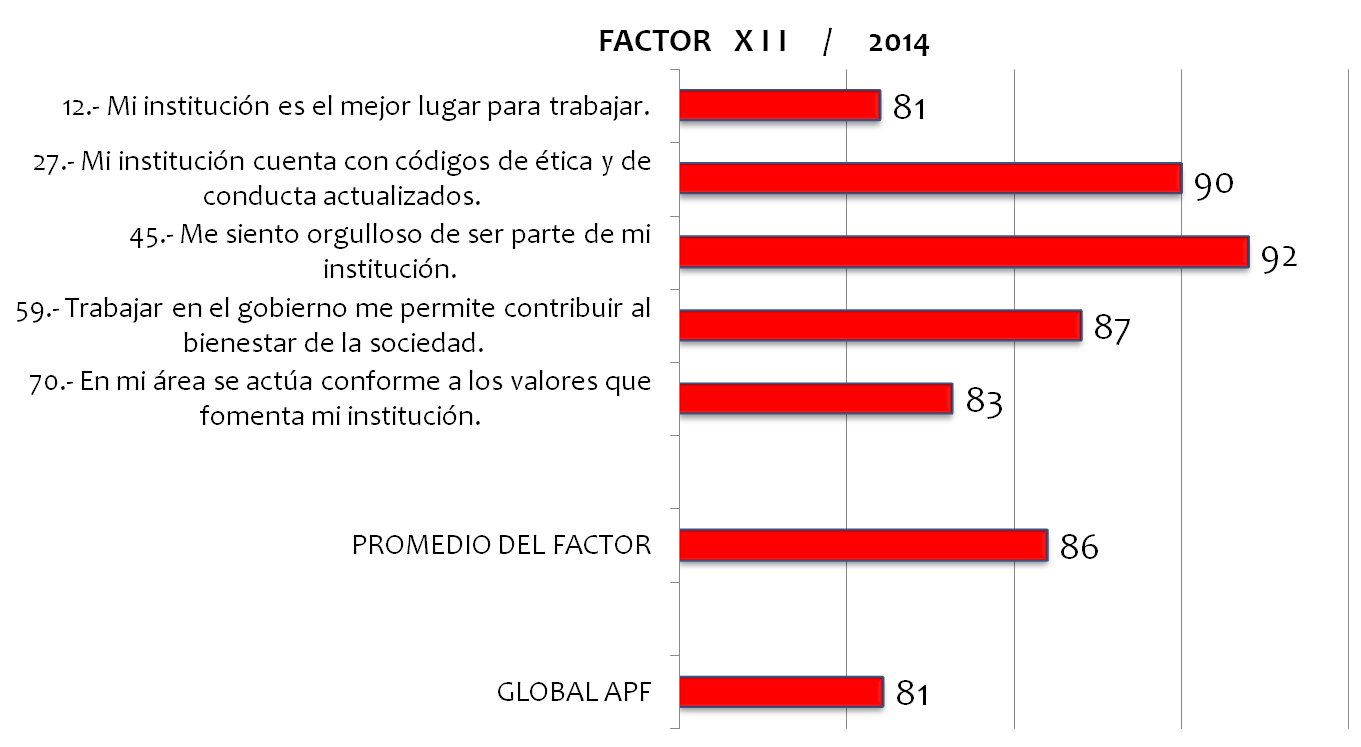 FACTOR X I I / 2014
12.- Mi institución es el mejor lugar para trabajar.
81
27.- Mi institución cuenta con códigos de ética y de
conducta actualizados.
90
45.- Me siento orgulloso de ser parte de mi
institución.
92
59.- Trabajar en el gobierno me permite contribuir al
bienestar de la sociedad.
87
70.- En mi área se actúa conforme a los valores que
fomenta mi institución.
83
PROMEDIO DEL FACTOR
86
GLOBAL APF
81